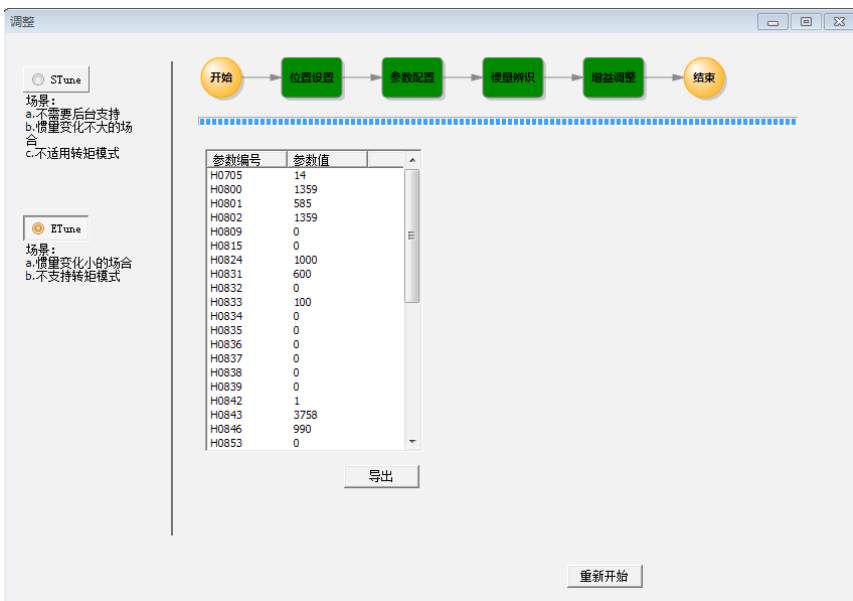 调整
STune
场景:
a.不需要后台支持
b.惯量变化不大的场
合
c.不适用转矩模式
ETune
场景:
a.惯量变化小的场合
b.不支持转矩模式
开始 位置设置 参数配置 惯量辨识 增益调整 结束
参数编号 参数值
H0705 14
H0800 1359
H0801 585
H0802 1359
H0809 0
H0815 0
H0824 1000
H0831 600
H0832 0
H0833 100
H0834 0
H0835 0
H0836 0
H0837 0
H0838 0
H0839 0
H0842 1
H0843 3758
H0846 990
H0853 0
导出
重新开始